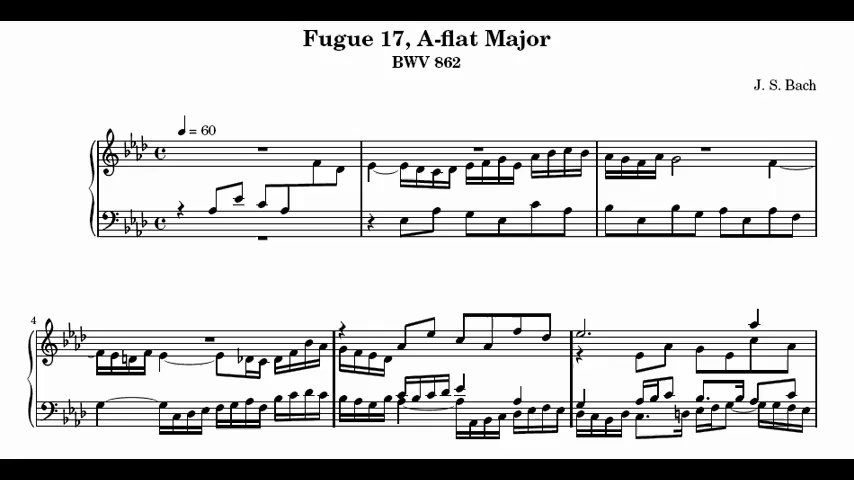 Fugue 17, A-flat Major
BWV 862
J. S. Bach
= 60
4